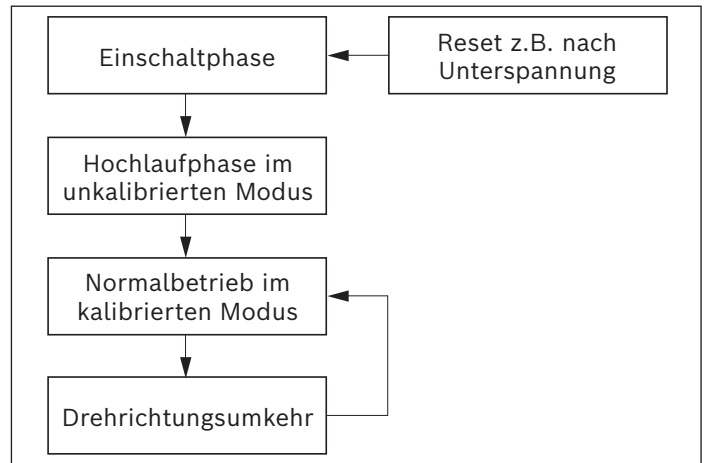 Einschaltphase
Reset z.B. nach
Unterspannung
Hochlaufphase im
unkalibrierten Modus
Normalbetrieb im
kalibrierten Modus
Drehrichtungsumkehr